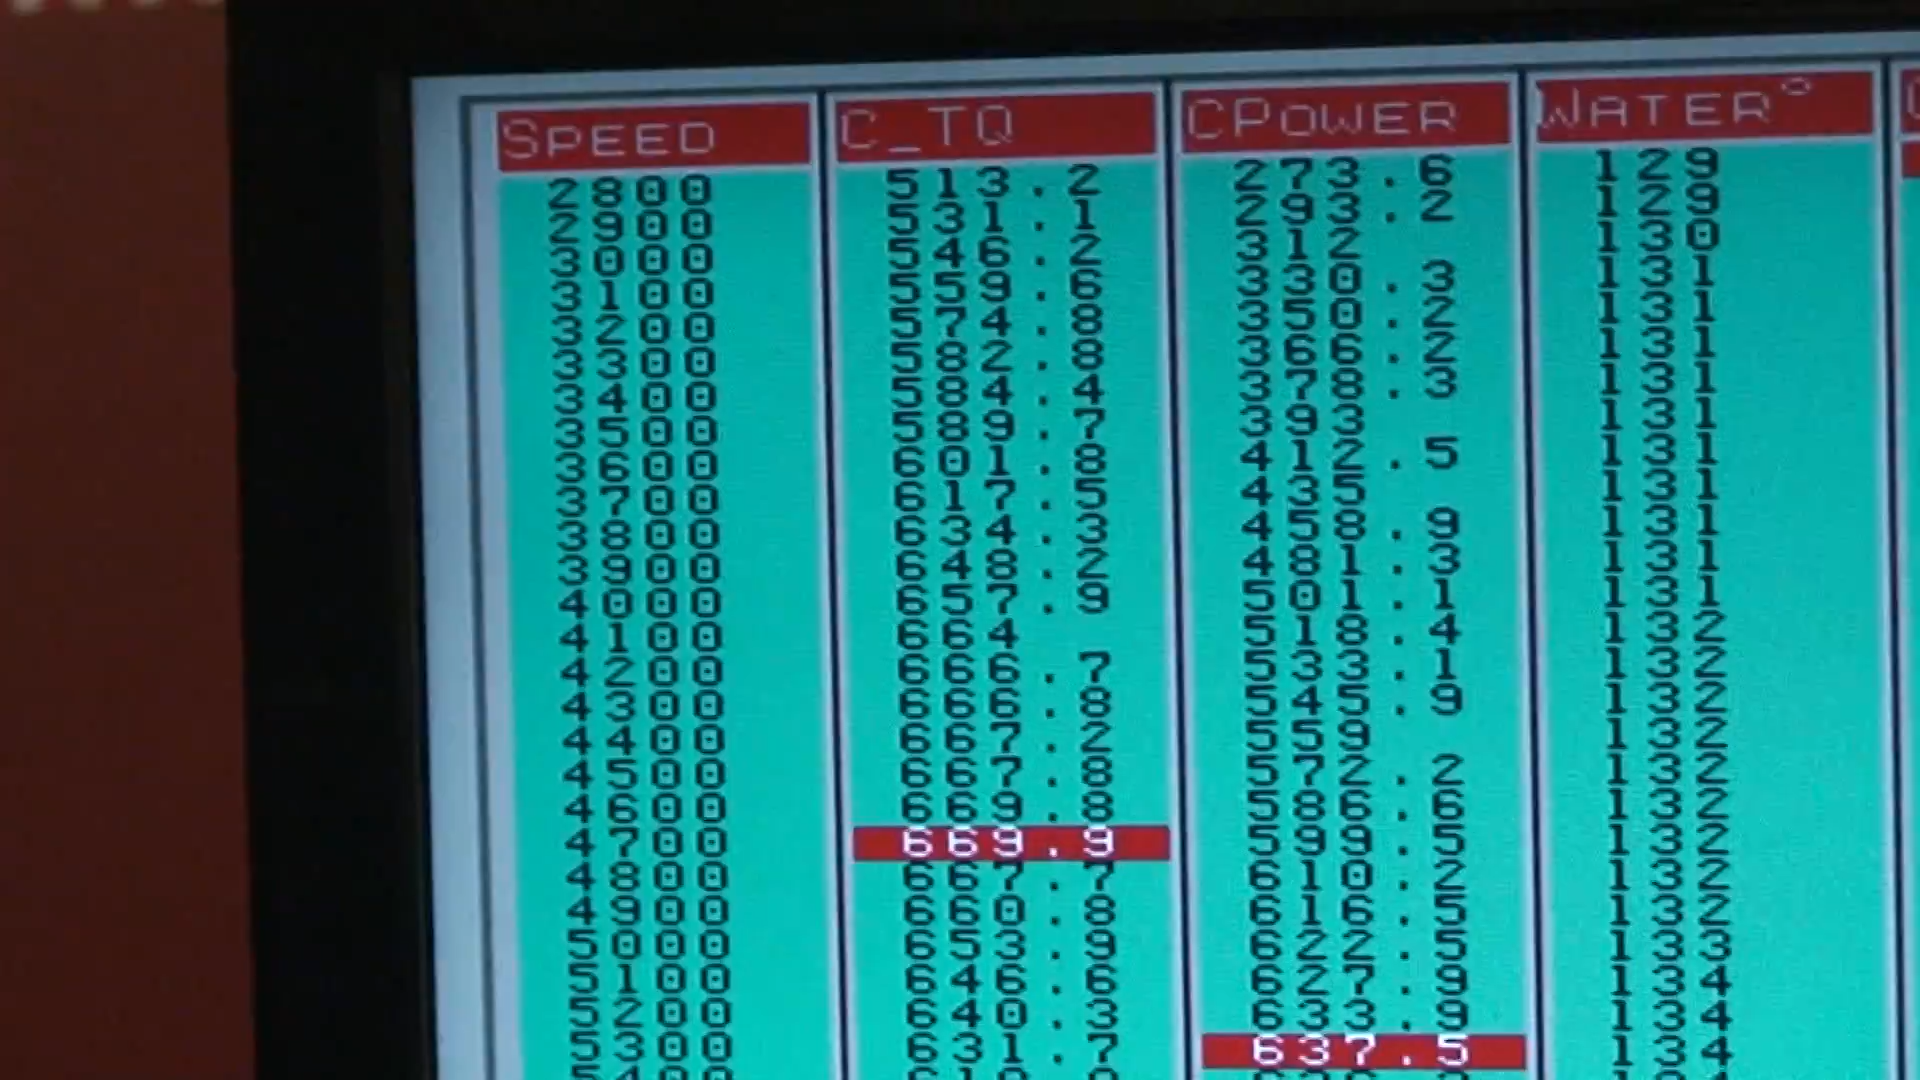 SPEED C_TQ CPOWER WATER°
2800 513.2 273.6 129
2900 531.1 293.2 129
3000 546.2 312 130
3100 559.6 330.3 131
3200 574.8 350.2 131
3300 582.8 366.2 131
3400 584.4 378.3 131
3500 589.7 393 131
3600 601.8 412.5 131
3700 617.5 435 131
3800 634.3 458.9 131
3900 648.2 481.3 131
4000 657.9 501.1 131
4100 664 518.4 132
4200 666.7 533.1 132
4300 666.8 545.9 132
4400 667.2 559 132
4500 667.8 572.2 132
4600 669.8 586.6 132
4700 669.9 599.5 132
4800 667.7 610.2 132
4900 660.8 616.5 132
5000 653.9 622.5 133
5100 646.6 627.9 134
5200 640.3 633.9 134
5300 631.7 637.5 134